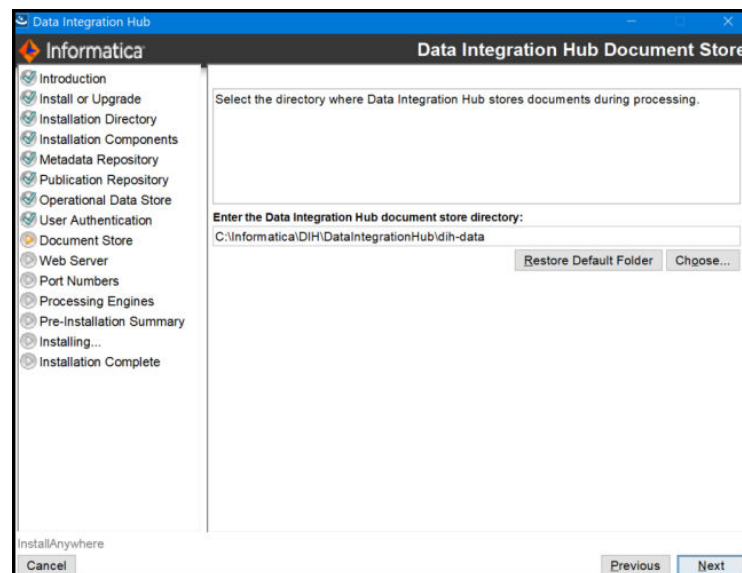 Data Integration Hub
Informatica
Data Integration Hub Document Store
Introduction
Install or Upgrade
Installation Directory
Installation Components
Metadata Repository
Publication Repository
Operational Data Store
User Authentication
Document Store
Web Server
Port Numbers
Processing Engines
Pre-Installation Summary
Installing...
Installation Complete
Select the directory where Data Integration Hub stores documents during processing.
Enter the Data Integration Hub document store directory:
C:\Informatica\DIH\DataIntegrationHub\dih-data
Restore Default Folder Choose...
InstallAnywhere
Cancel Previous Next